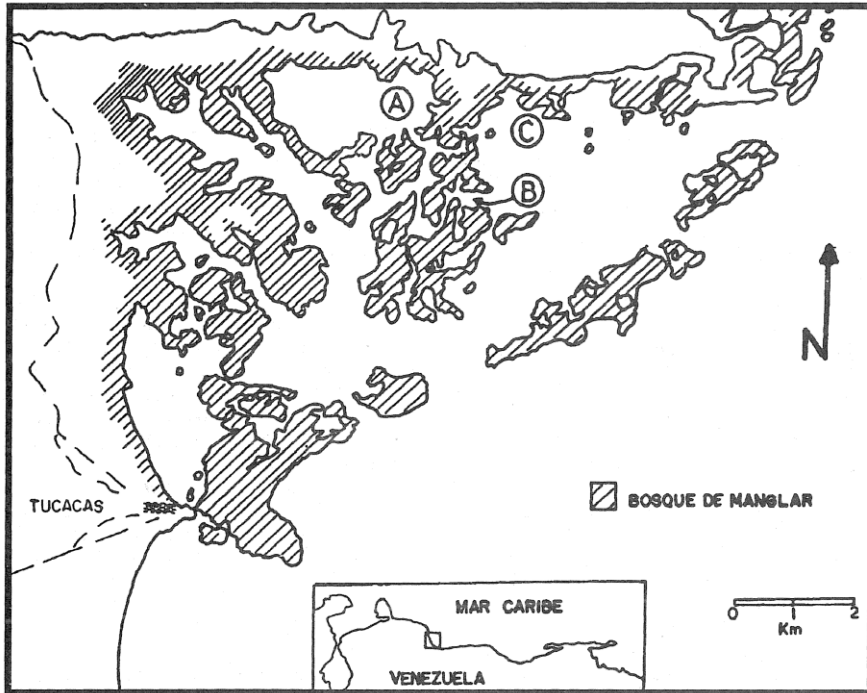 A
C
B
N
TUCACAS
BOSQUE DE MANGLAR
MAR CARIBE
VENEZUELA
0 1 2
Km